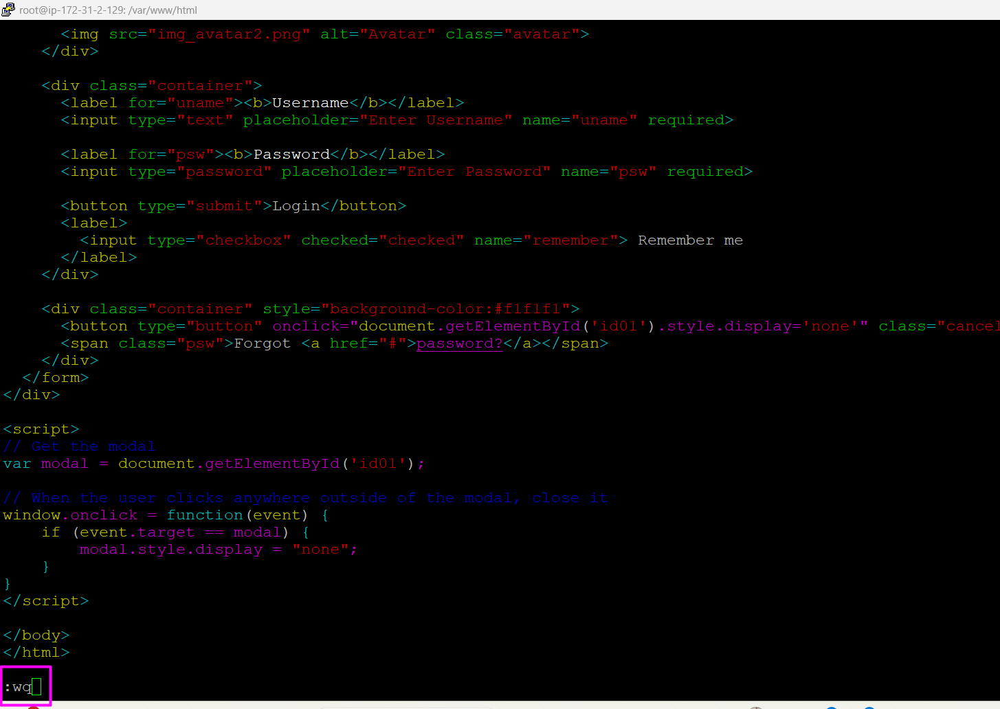 root@ip-172-31-2-129: /var/www/html
<img src="img_avatar2.png" alt="Avatar" class="avatar">
</div>
<div class="container">
<label for="uname"><b>Username</b></label>
<input type="text" placeholder="Enter Username" name="uname" required>
<label for="psw"><b>Password</b></label>
<input type="password" placeholder="Enter Password" name="psw" required>
<button type="submit">Login</button>
<label>
<input type="checkbox" checked="checked" name="remember"> Remember me
</label>
</div>
<div class="container" style="background-color:#f1f1f1">
<button type="button" onclick="document.getElementById('id01').style.display='none'" class="cancel
<span class="psw">Forgot <a href="#">password?</a></span>
</div>
</form>
</div>
<script>
// Get the modal
var modal = document.getElementById('id01');
// When the user clicks anywhere outside of the modal, close it
window.onclick = function(event) {
if (event.target == modal) {
modal.style.display = "none";
}
}
</script>
</body>
</html>
:wq